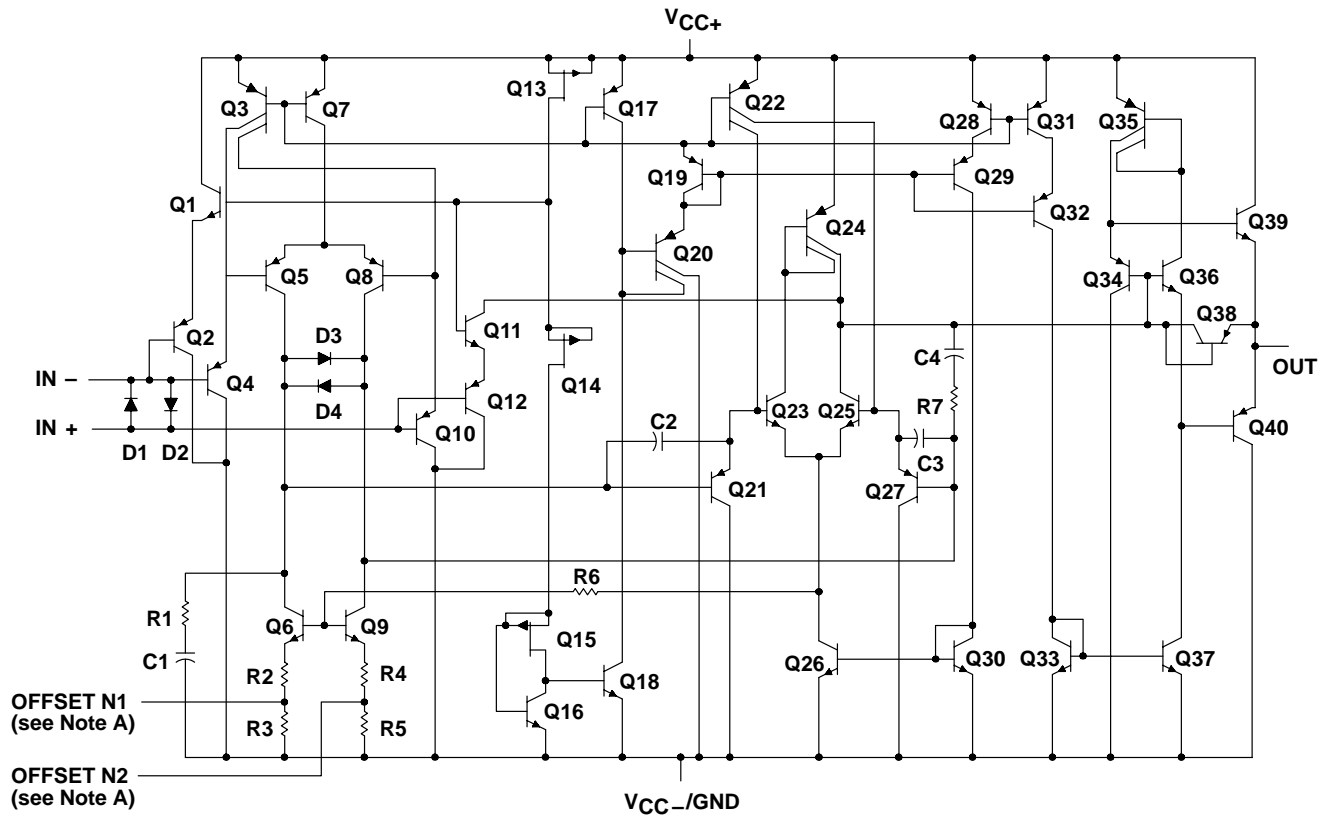 VCC+
Q3
Q7
Q13
Q17
Q22
Q28
Q31
Q35
Q1
Q19
Q29
Q32
Q39
Q5
Q8
Q20
Q24
Q34
Q36
Q2
D3
Q11
Q38
IN −
Q4
D4
Q14
C4
OUT
Q12
R7
IN +
Q10
C2
Q23
Q25
Q40
D1
D2
C3
Q21
Q27
R6
R1
Q6
Q9
Q15
C1
R2
R4
Q26
Q30
Q33
Q37
Q18
OFFSET N1
(see Note A)
R3
R5
Q16
OFFSET N2
(see Note A)
VCC−/GND